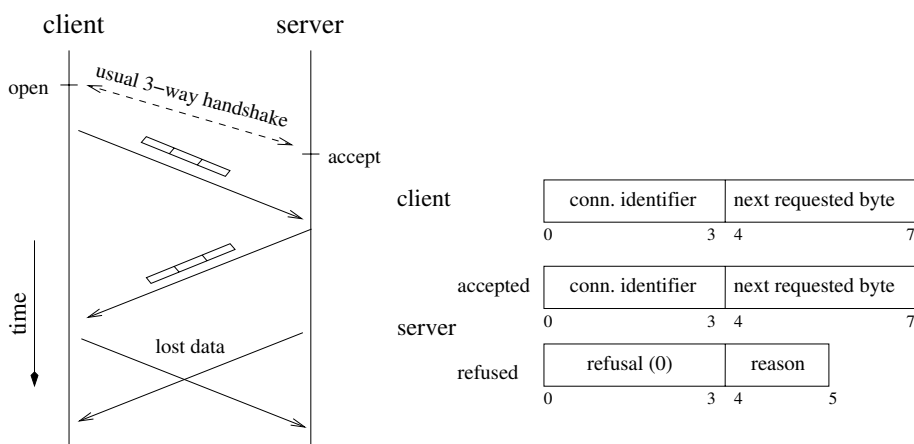 client
server
usual 3−way handshake
open
accept
time
lost data
client
conn. identifier
next requested byte
0
3
4
7
accepted
conn. identifier
next requested byte
0
3
4
7
server
refused
refusal (0)
reason
0
3
4
5